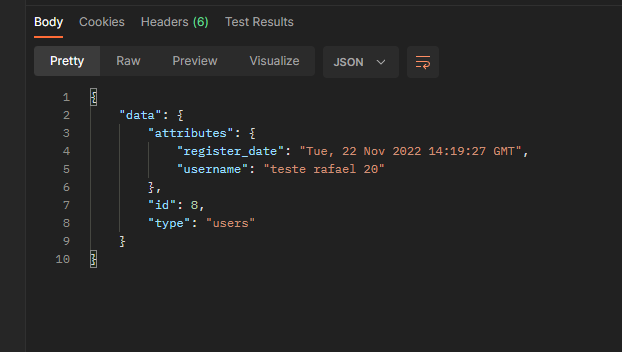 Body Cookies Headers (6) Test Results
Pretty Raw Preview Visualize JSON
1 {
2 "data": {
3 "attributes": {
4 "register_date": "Tue, 22 Nov 2022 14:19:27 GMT",
5 "username": "teste rafael 20"
6 },
7 "id": 8,
8 "type": "users"
9 }
10 }